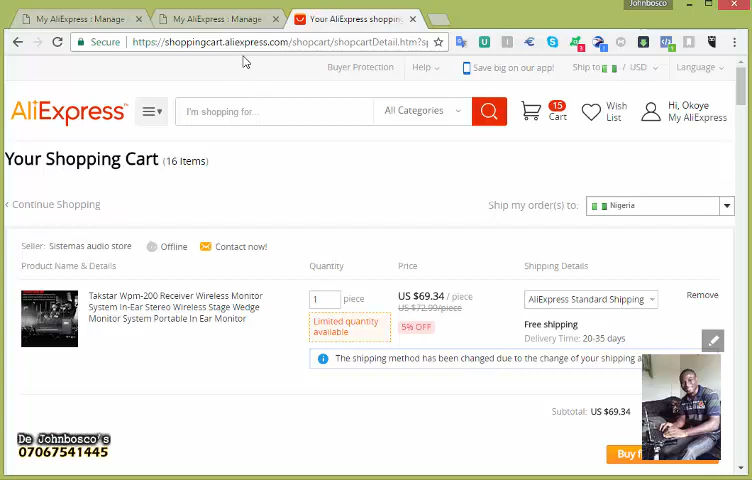 Johnbosco
My AliExpress : Manage
My AliExpress : Manage
Your AliExpress shopping
Secure
https://shoppingcart.aliexpress.com/shopcart/shopcartDetail.htm?s
Buyer Protection
Help
Save big on our app!
Ship to / USD
Language
AliExpress™
I'm shopping for...
All Categories
15
Cart
Wish
List
Hi, Okoye
My AliExpress
Your Shopping Cart (16 Items)
< Continue Shopping
Ship my order(s) to:
Nigeria
Seller: Sistemas audio store
Offline
Contact now!
Product Name & Details
Quantity
Price
Shipping Details
Takstar Wpm-200 Receiver Wireless Monitor
System In-Ear Stereo Wireless Stage Wedge
Monitor System Portable In Ear Monitor
1 piece
Limited quantity
available
US $69.34 / piece
US $72.99/piece
5% OFF
AliExpress Standard Shipping
Free shipping
Delivery Time: 20-35 days
Remove
The shipping method has been changed due to the change of your shipping a
Subtotal: US $69.34
Buy
De Johnbosco's
07067541445